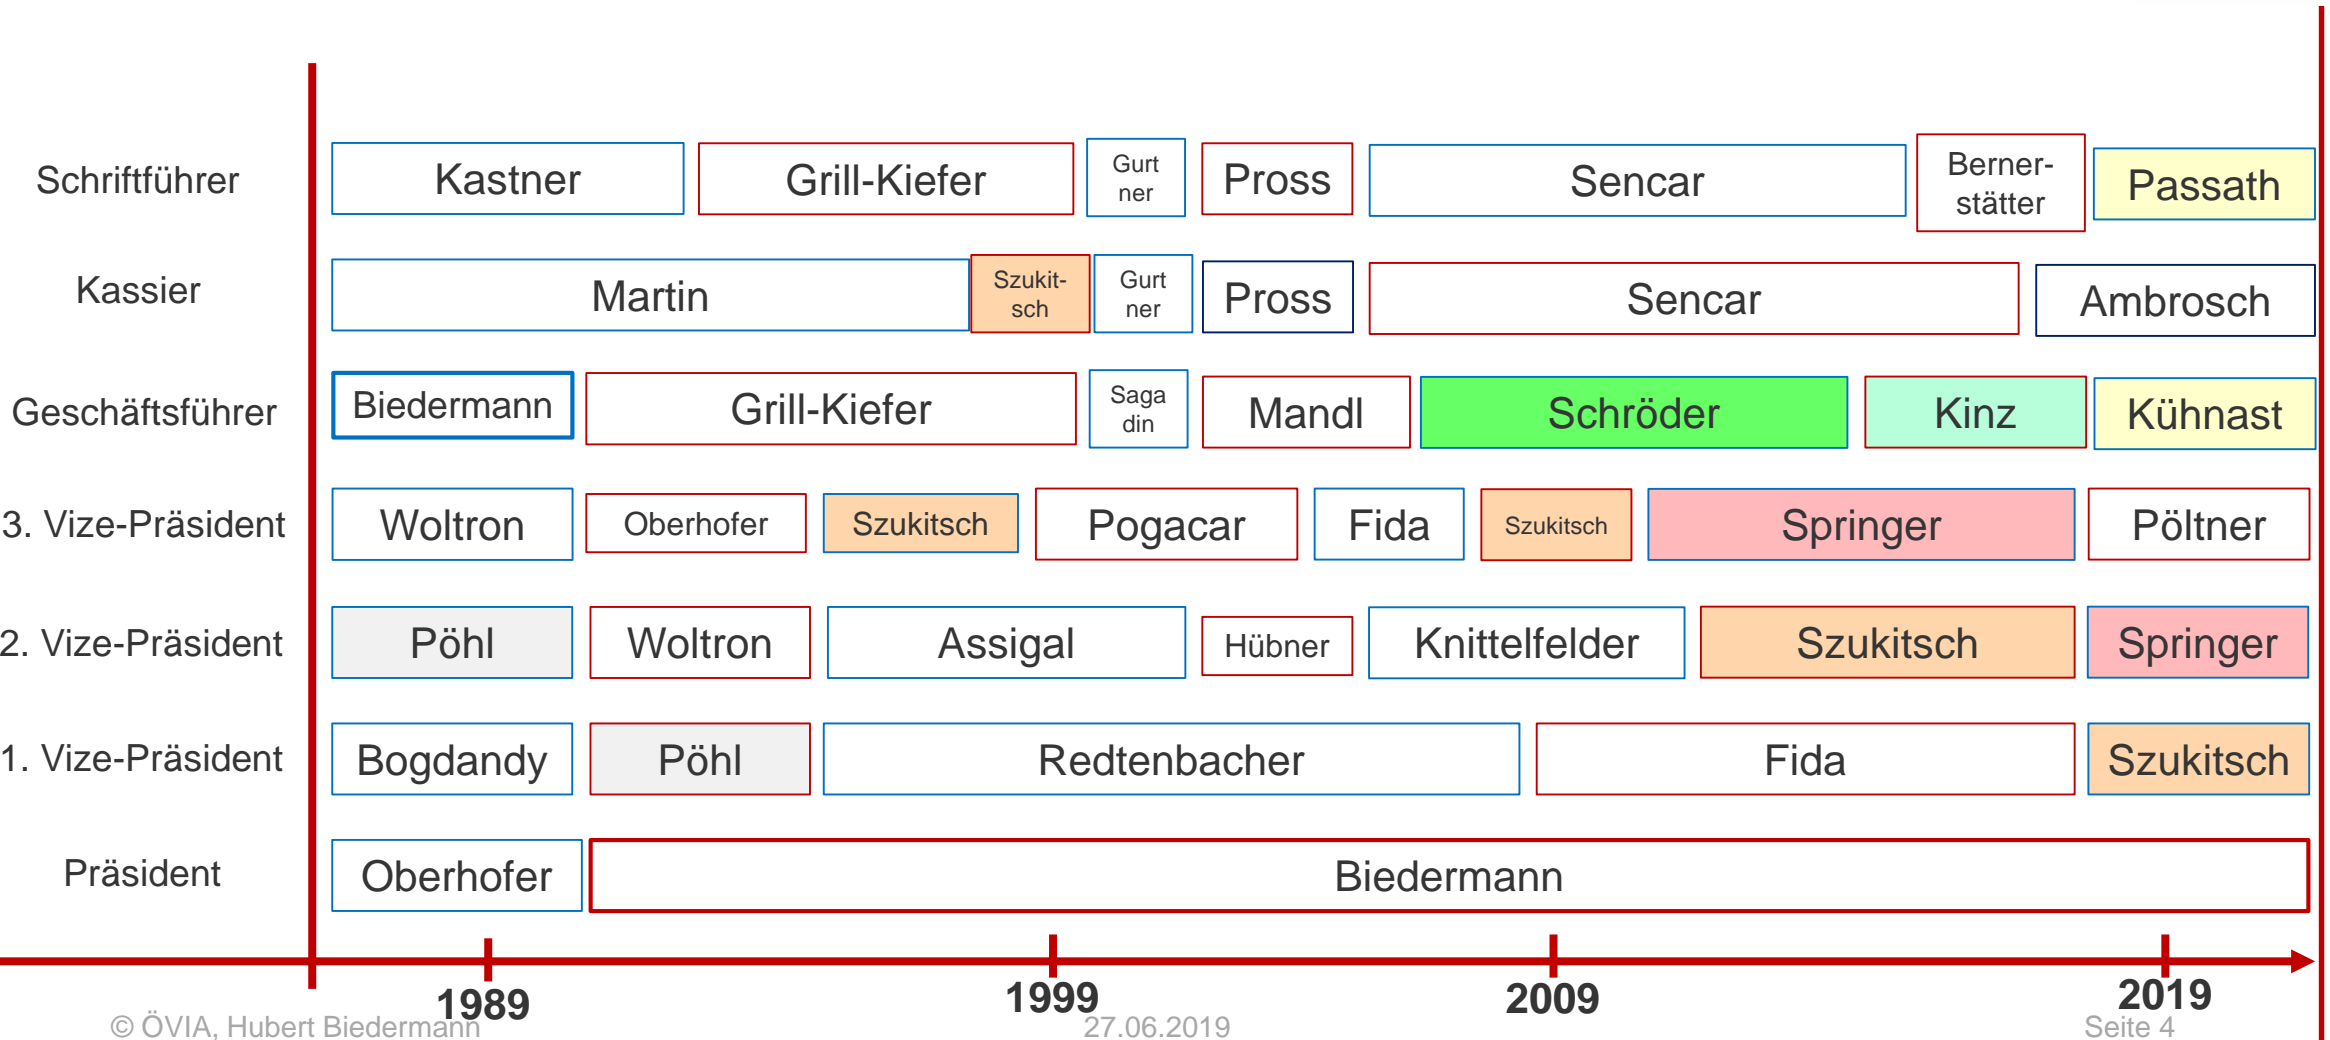 Schriftführer
Kastner
Grill-Kiefer
Gurt
ner
Pross
Sencar
Berner-
stätter
Passath
Kassier
Martin
Szukit-
sch
Gurt
ner
Pross
Sencar
Ambrosch
Geschäftsführer
Biedermann
Grill-Kiefer
Saga
din
Mandl
Schröder
Kinz
Kühnast
3. Vize-Präsident
Woltron
Oberhofer
Szukitsch
Pogacar
Fida
Szukitsch
Springer
Pöltner
2. Vize-Präsident
Pöhl
Woltron
Assigal
Hübner
Knittelfelder
Szukitsch
Springer
1. Vize-Präsident
Bogdandy
Pöhl
Redtenbacher
Fida
Szukitsch
Präsident
Oberhofer
Biedermann
1989
1999
2009
2019
© ÖVIA, Hubert Biedermann
27.06.2019
Seite 4